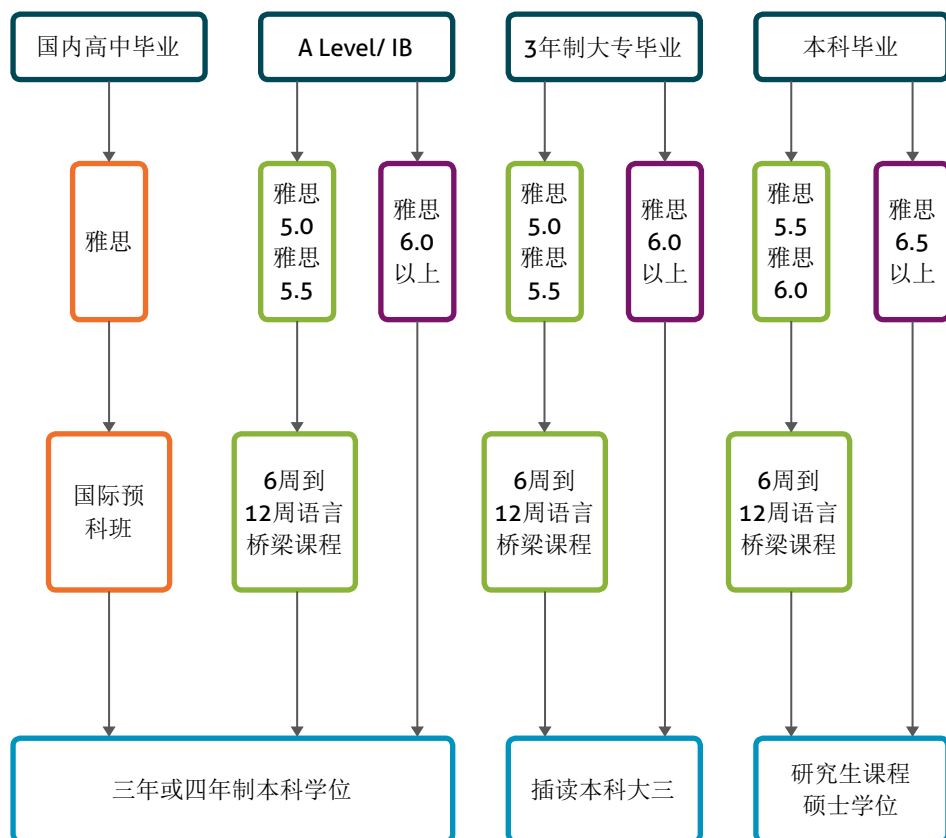 国内高中毕业
A Level/ IB
3年制大专毕业
本科毕业
雅思
雅思
5.0
雅思
5.5
雅思
6.0
以上
雅思
5.0
雅思
5.5
雅思
6.0
以上
雅思
5.5
雅思
6.0
雅思
6.5
以上
国际预
科班
6周到
12周语言
桥梁课程
6周到
12周语言
桥梁课程
6周到
12周语言
桥梁课程
三年或四年制本科学位
插读本科大三
研究生课程
硕士学位